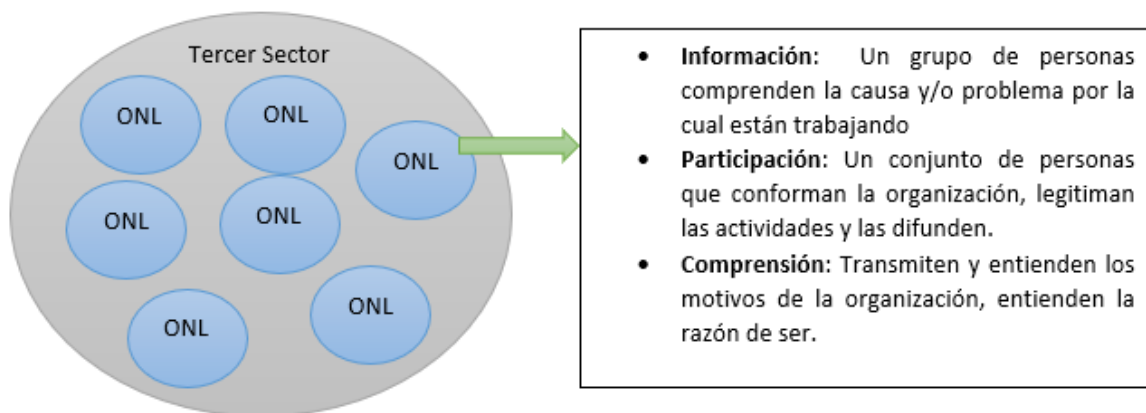 Tercer Sector
ONL
ONL
ONL
ONL
ONL
ONL
ONL
• Información: Un grupo de personas
comprenden la causa y/o problema por la
cual están trabajando
• Participación: Un conjunto de personas
que conforman la organización, legitiman
las actividades y las difunden.
• Comprensión: Transmiten y entienden los
motivos de la organización, entienden la
razón de ser.